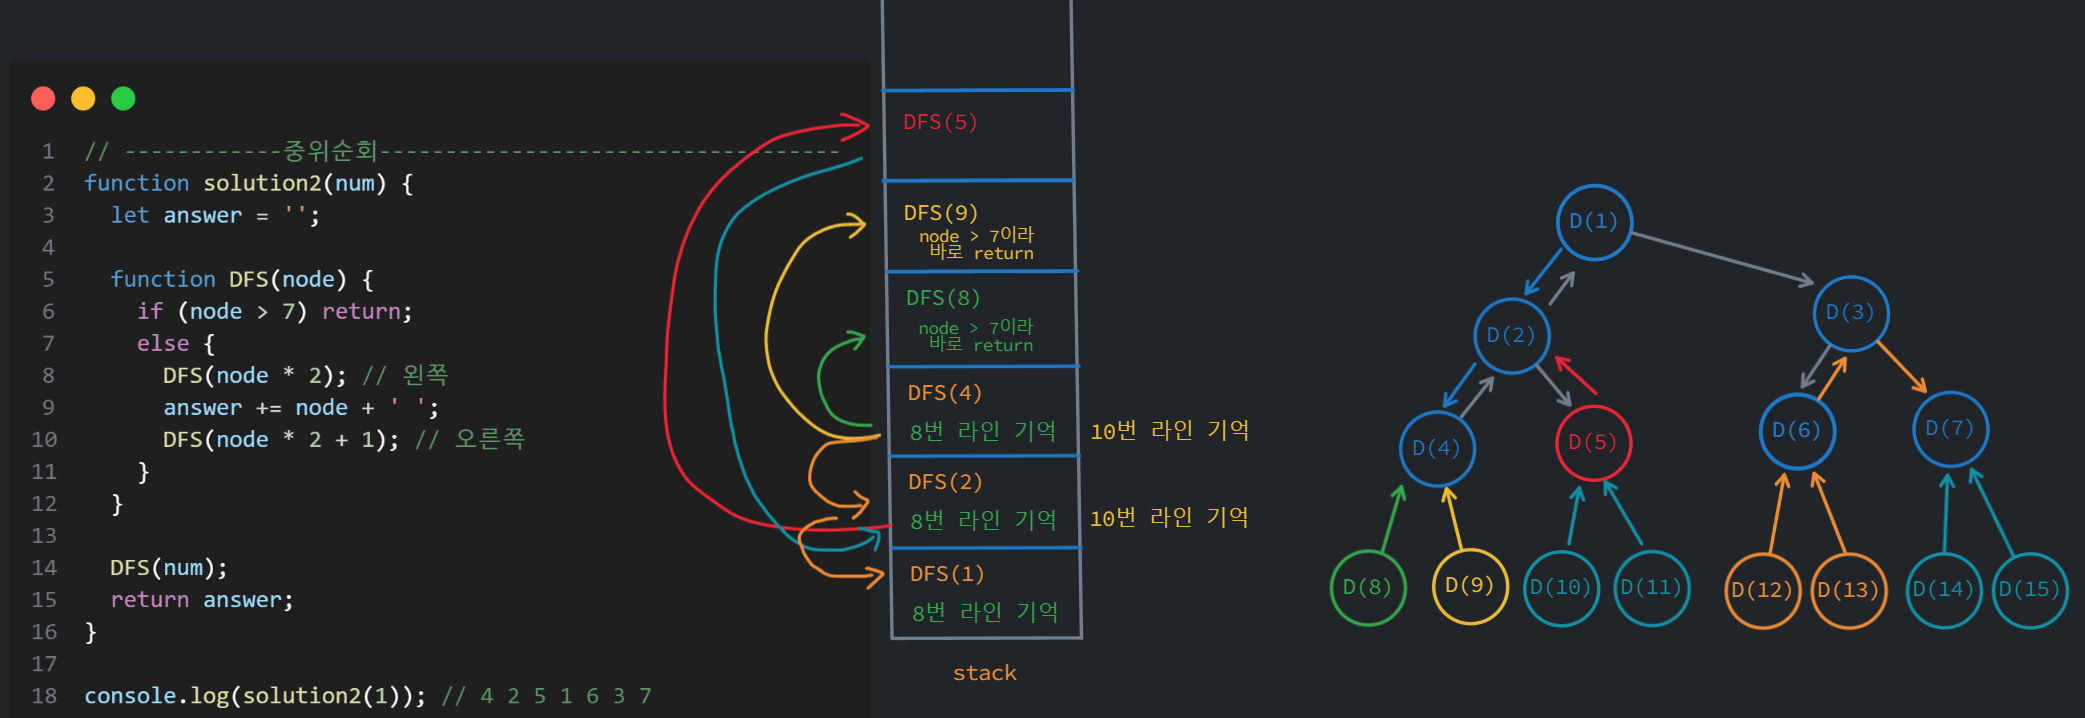 1 // ------------중위순회-----------------------------------
2 function solution2(num) {
3 let answer = '';
4
5 function DFS(node) {
6 if (node > 7) return;
7 else {
8 DFS(node * 2); // 왼쪽
9 answer += node + ' ';
10 DFS(node * 2 + 1); // 오른쪽
11 }
12 }
13
14 DFS(num);
15 return answer;
16 }
17
18 console.log(solution2(1)); // 4 2 5 1 6 3 7
DFS(5)
DFS(9)
node > 7이라
바로 return
DFS(8)
node > 7이라
바로 return
DFS(4)
8번 라인 기억
10번 라인 기억
DFS(2)
8번 라인 기억
10번 라인 기억
DFS(1)
8번 라인 기억
stack
D(1)
D(2)
D(3)
D(4)
D(5)
D(6)
D(7)
D(8)
D(9)
D(10)
D(11)
D(12)
D(13)
D(14)
D(15)